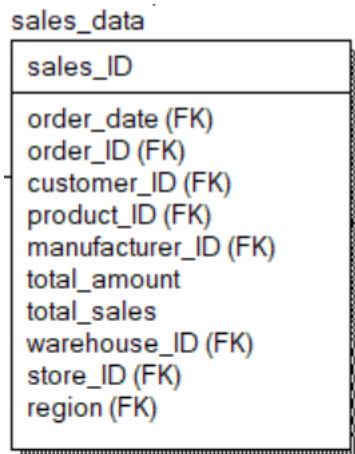 sales_data
sales_ID
order_date (FK)
order_ID (FK)
customer_ID (FK)
product_ID (FK)
manufacturer_ID (FK)
total_amount
total_sales
warehouse_ID (FK)
store_ID (FK)
region (FK)